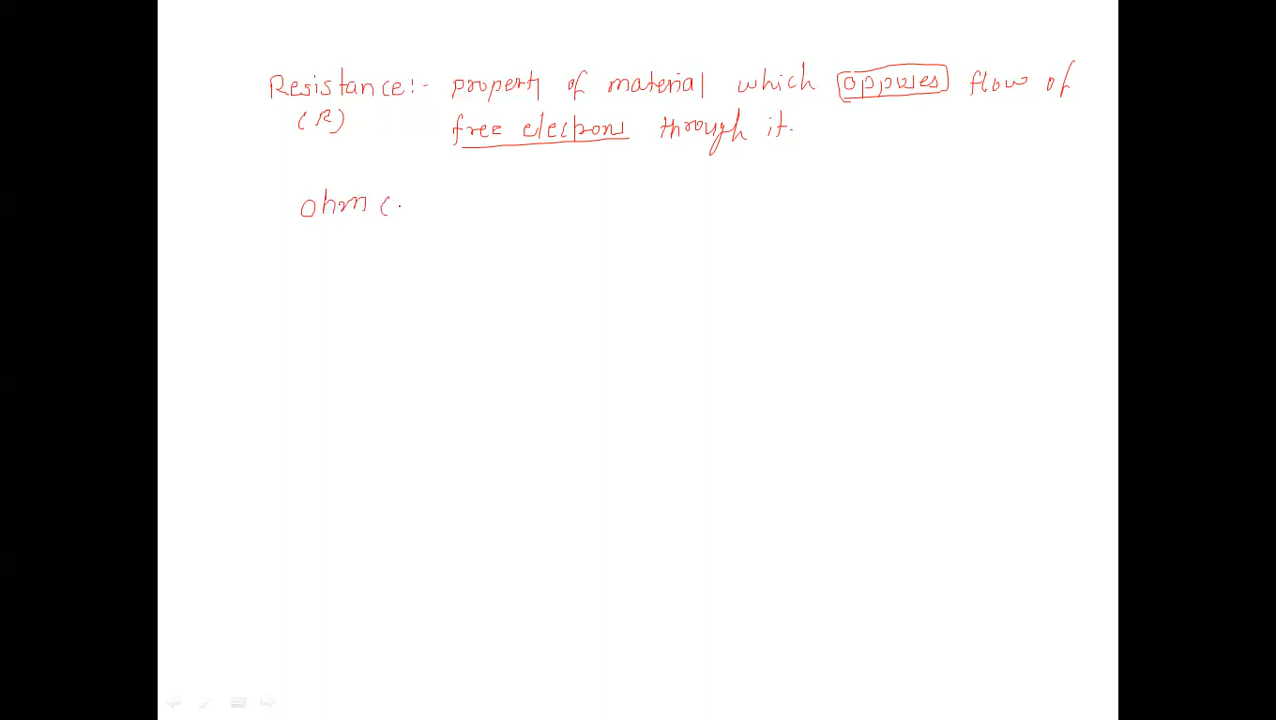 Resistance:- property of material which opposes flow of
(R) free electrons through it.
ohm (